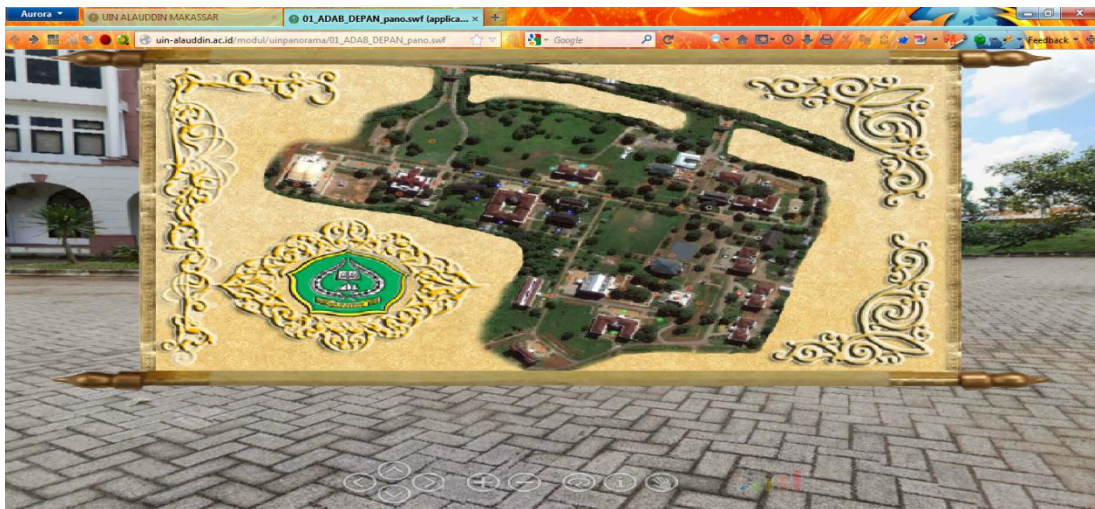 Aurora
UIN ALAUDDIN MAKASSAR
01_ADAB_DEPAN_pano.swf (applica...
uin-alauddin.ac.id/modul/uinpanorama/01_ADAB_DEPAN_pano.swf
Google
Feedback